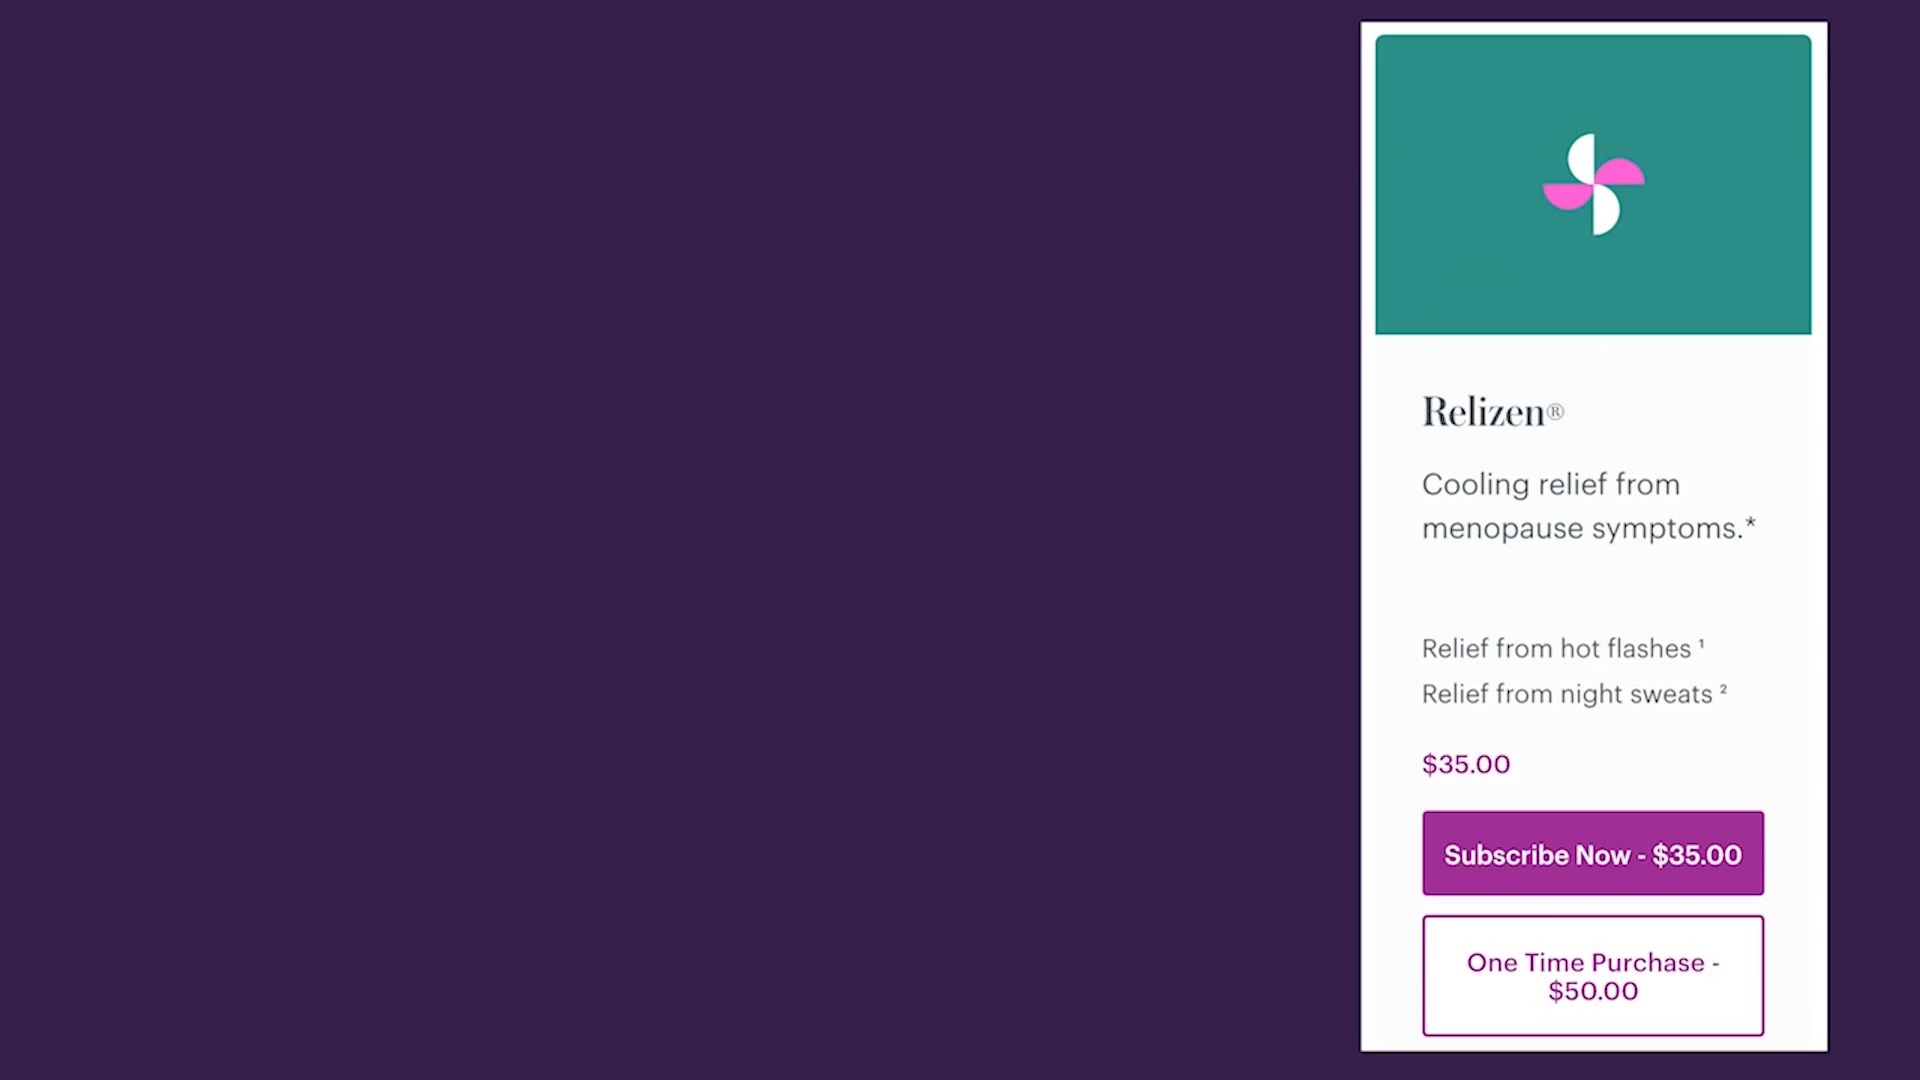 Relizen®
Cooling relief from
menopause symptoms.*
Relief from hot flashes ¹
Relief from night sweats ²
$35.00
Subscribe Now - $35.00
One Time Purchase -
$50.00